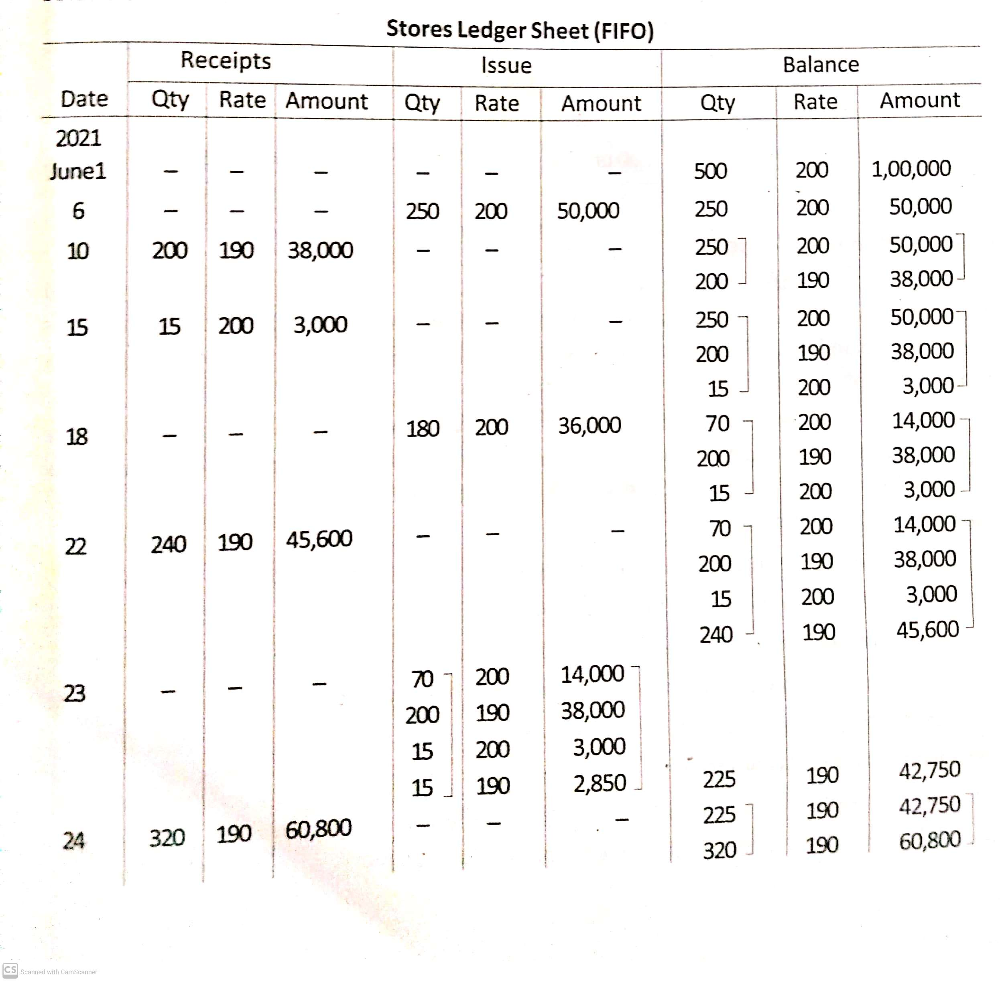 Stores Ledger Sheet (FIFO)
Receipts Issue Balance
Date Qty Rate Amount Qty Rate Amount Qty Rate Amount
2021
June1 – – – – – – 500 200 1,00,000
6 – – – 250 200 50,000 250 200 50,000
10 200 190 38,000 – – – 250 200 50,000
200 190 38,000
15 15 200 3,000 – – – 250 200 50,000
200 190 38,000
15 200 3,000
18 – – – 180 200 36,000 70 200 14,000
200 190 38,000
15 200 3,000
22 240 190 45,600 – – – 70 200 14,000
200 190 38,000
15 200 3,000
240 190 45,600
23 – – – 70 200 14,000
200 190 38,000
15 200 3,000
15 190 2,850 225 190 42,750
24 320 190 60,800 – – – 225 190 42,750
320 190 60,800
CS Scanned with CamScanner